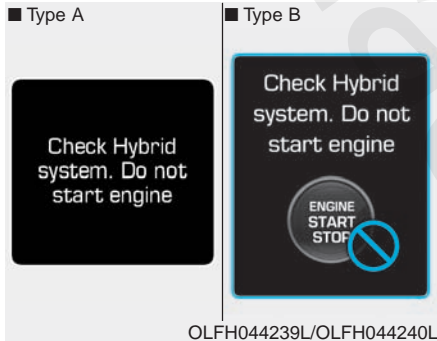 ■ Type A
■ Type B
Check Hybrid
system. Do not
start engine
Check Hybrid
system. Do not
start engine
ENGINE
START
STOP
OLFH044239L/OLFH044240L